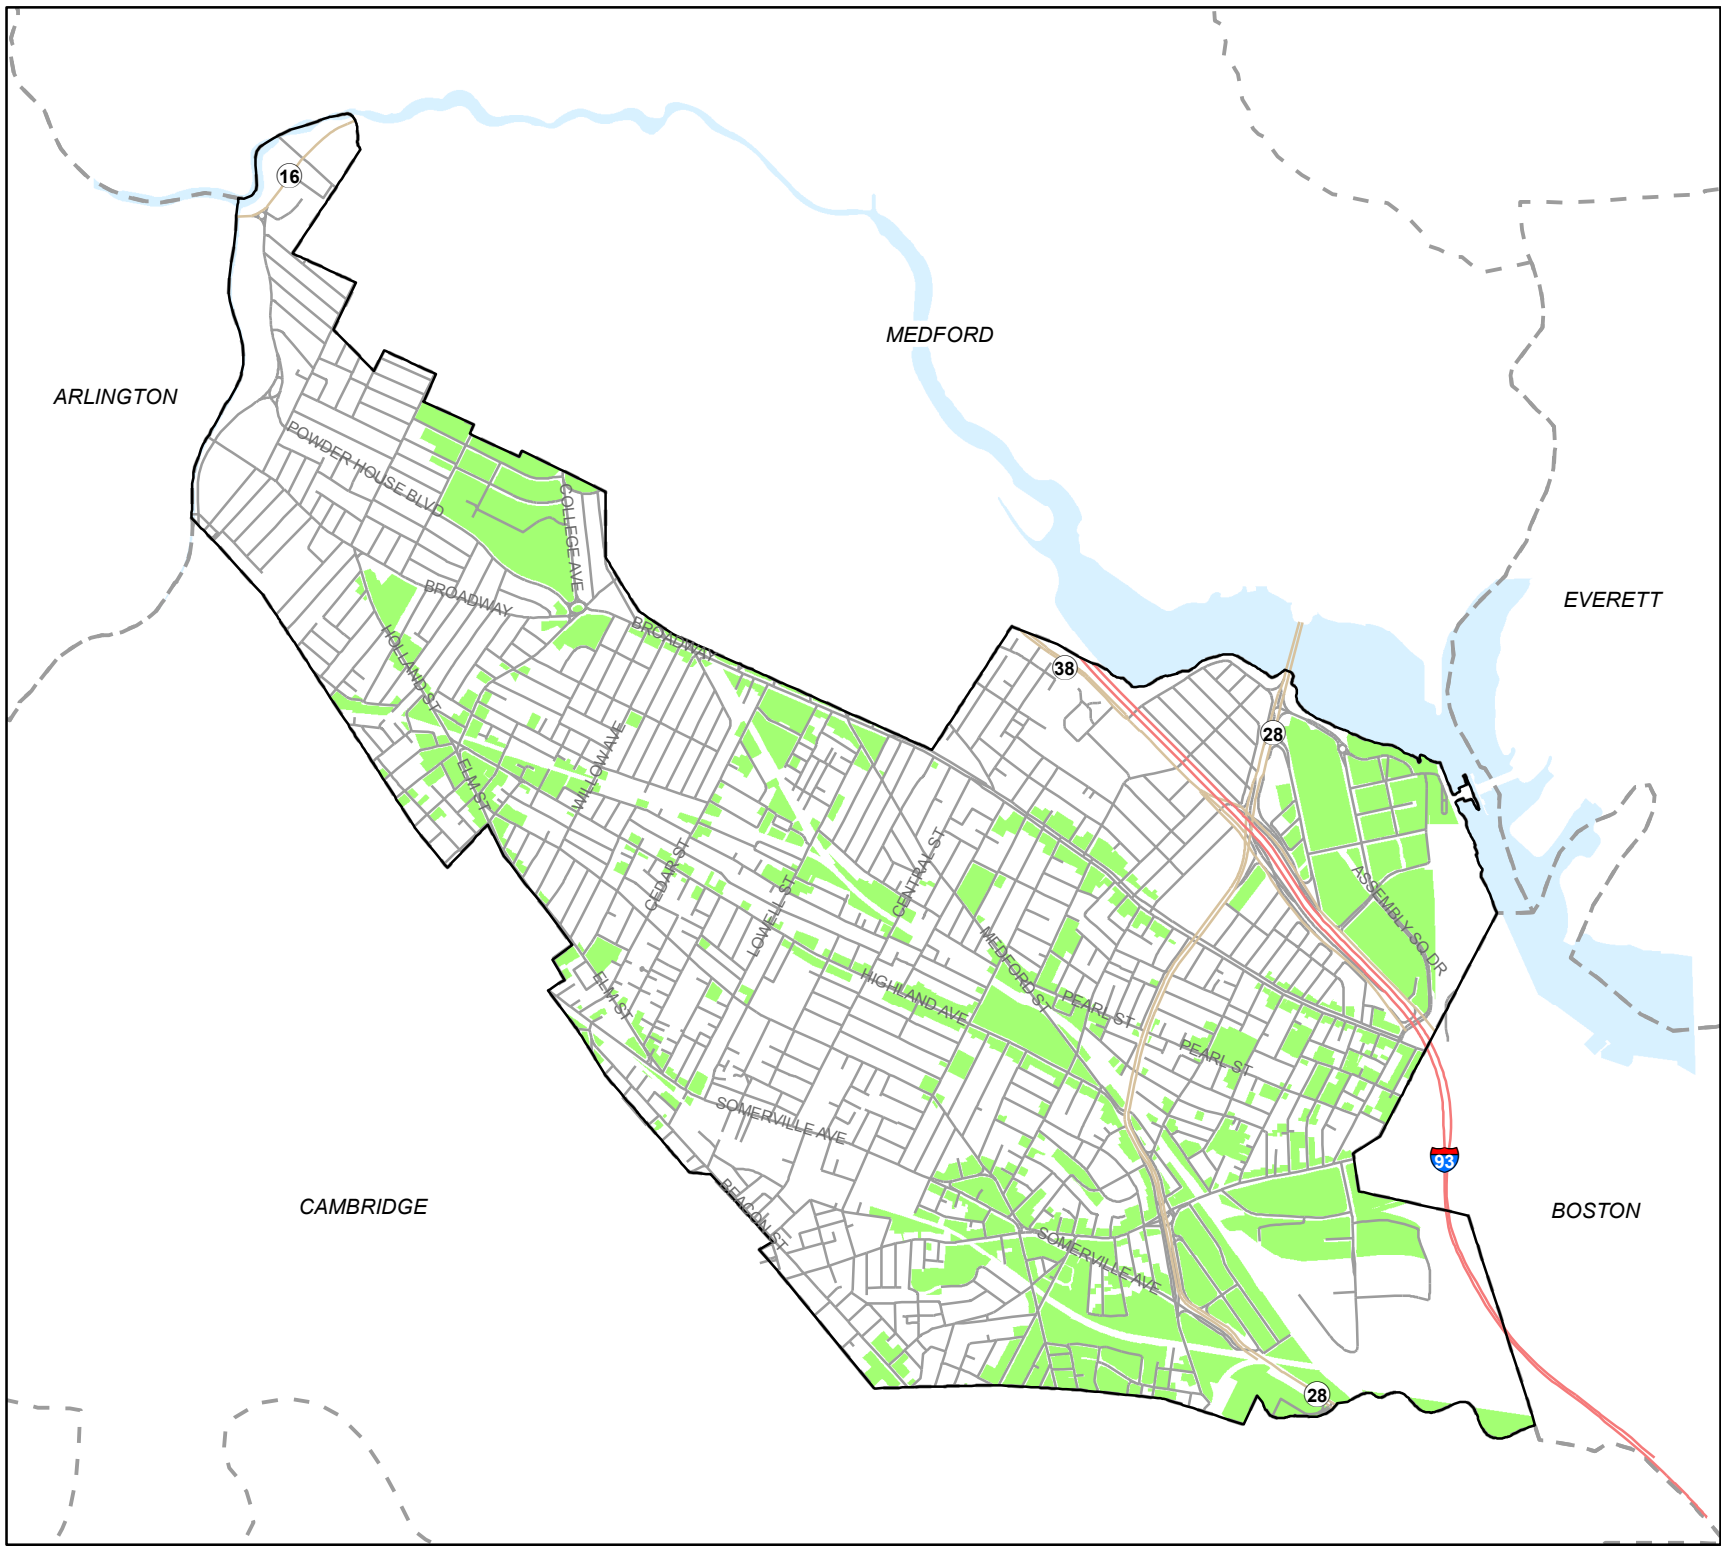 16
MEDFORD
ARLINGTON
POWDER HOUSE BLVD
COLLEGE AVE
BROADWAY
EVERETT
BROADWAY
HOLLAND ST
38
28
WILLOW AVE
ELM ST
CEDAR ST
CENTRAL ST
LOWELL ST
ASSEMBLY SQ DR
MEDFORD ST
HIGHLAND AVE
ELM ST
PEARL ST
PEARL ST
SOMERVILLE AVE
93
CAMBRIDGE
BEACON ST
BOSTON
SOMERVILLE AVE
28